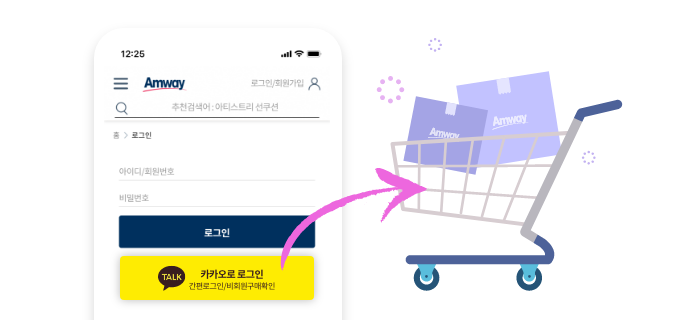 12:25
Amway
로그인/회원가입
추천검색어 : 아티스트리 선쿠션
홈 > 로그인
아이디/회원번호
비밀번호
로그인
TALK
카카오로 로그인
간편로그인/비회원구매확인
Amway
Amway